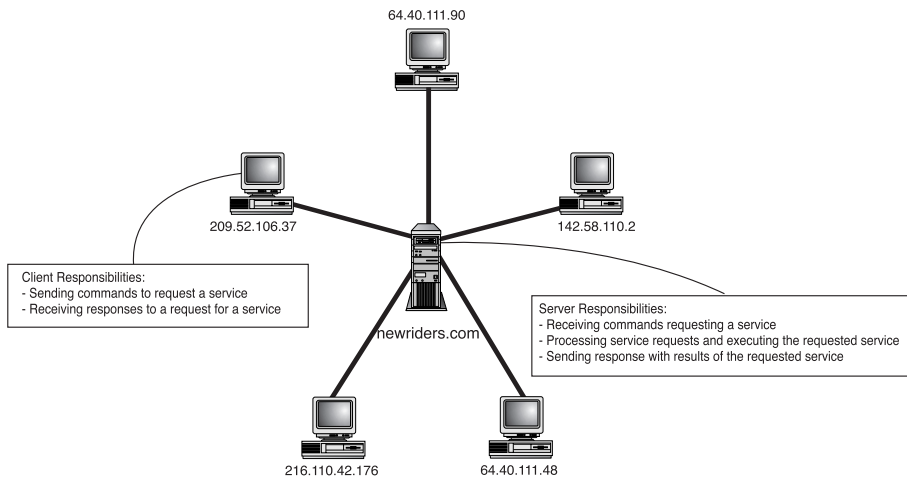 64.40.111.90
209.52.106.37
142.58.110.2
Client Responsibilities:
- Sending commands to request a service
- Receiving responses to a request for a service
newriders.com
Server Responsibilities:
- Receiving commands requesting a service
- Processing service requests and executing the requested service
- Sending response with results of the requested service
216.110.42.176
64.40.111.48